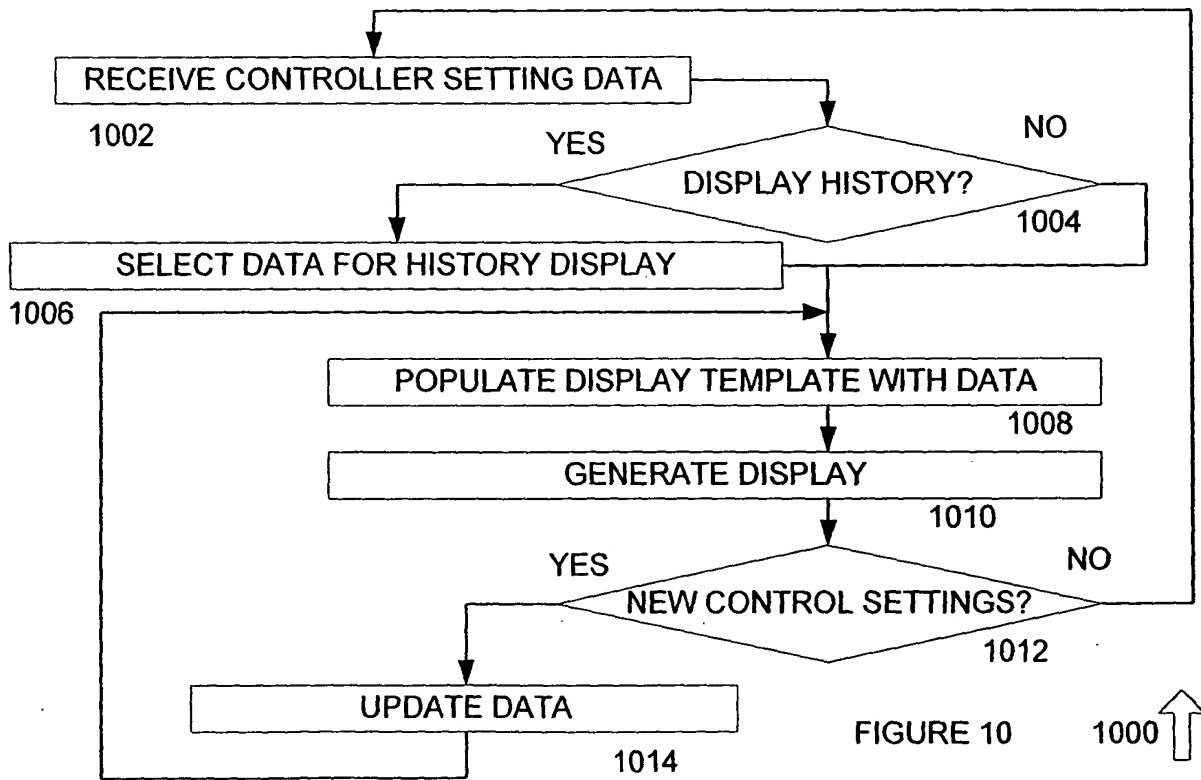 RECEIVE CONTROLLER SETTING DATA
1002
YES
NO
DISPLAY HISTORY?
1004
SELECT DATA FOR HISTORY DISPLAY
1006
POPULATE DISPLAY TEMPLATE WITH DATA
1008
GENERATE DISPLAY
1010
YES
NO
NEW CONTROL SETTINGS?
1012
UPDATE DATA
1014
FIGURE 10
1000